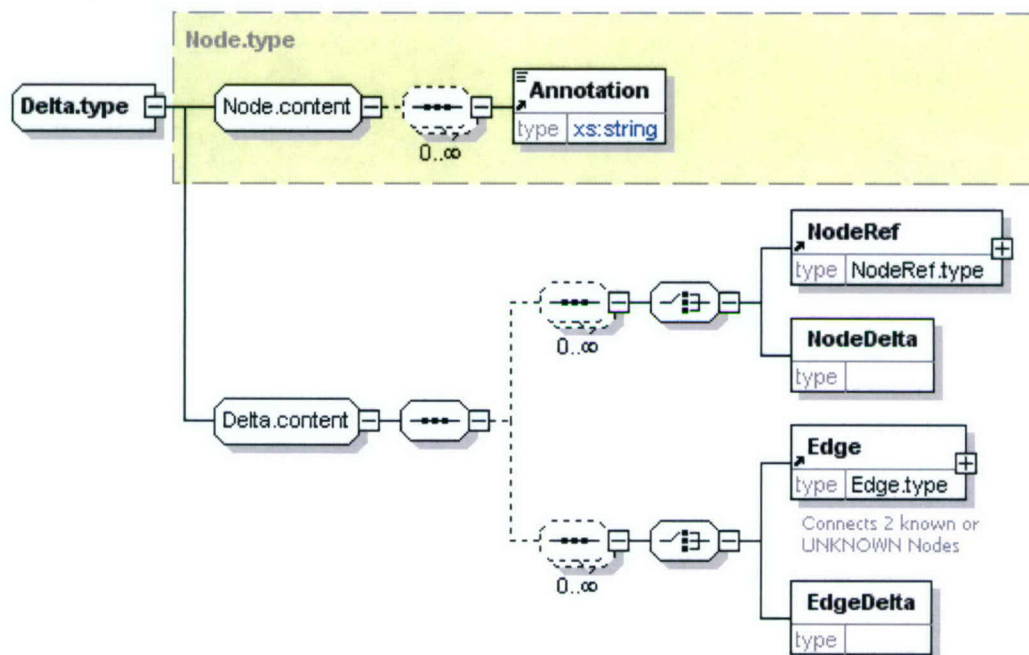 Node.type
Delta.type
Node.content
Annotation
type xs:string
0..∞
NodeRef
type NodeRef.type
0..∞
NodeDelta
type
Delta.content
Edge
type Edge.type
Connects 2 known or
UNKNOWN Nodes
0..∞
EdgeDelta
type